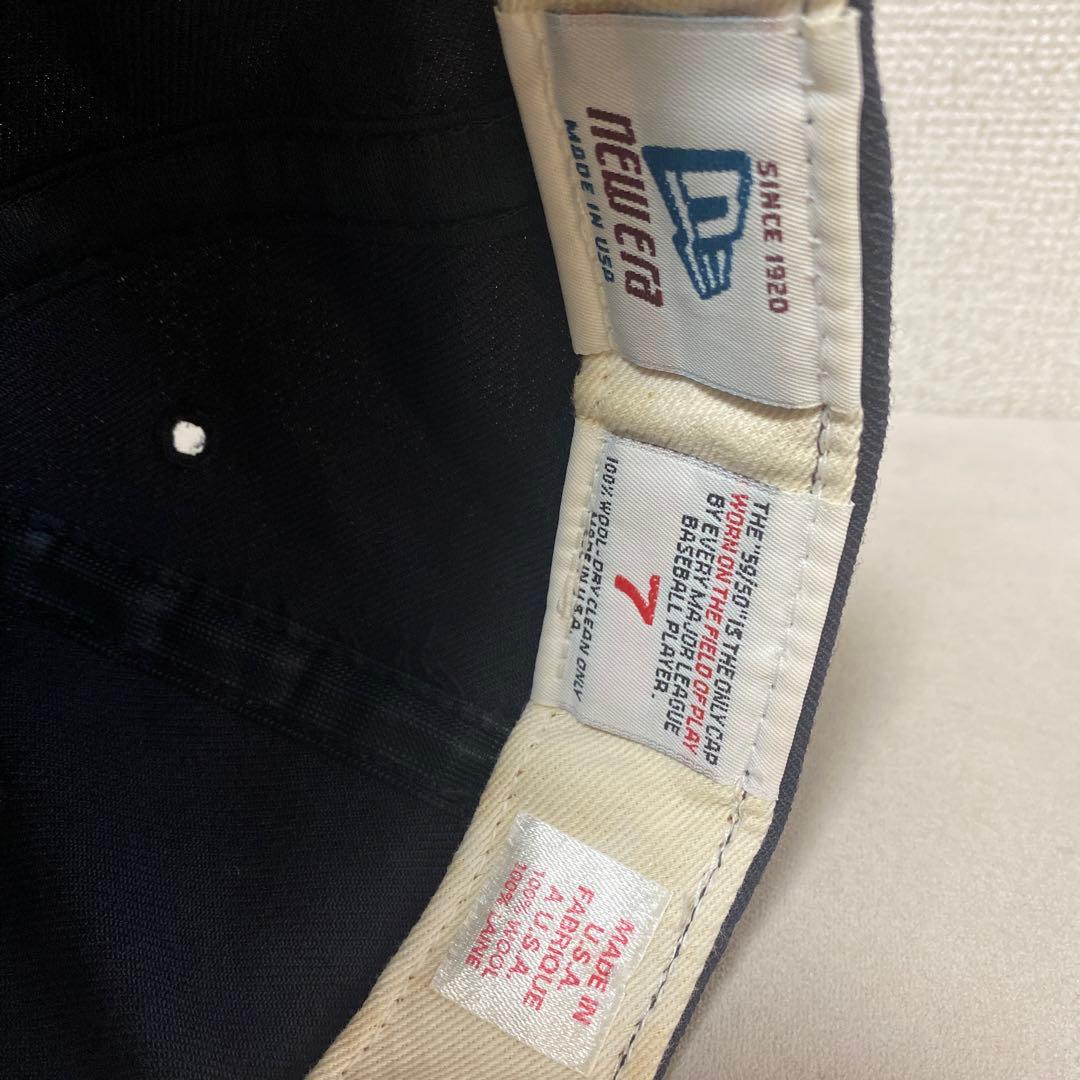 SINCE 1920
NEW ERA
MADE IN USA
THE "59/50" IS THE ONLY CAP
WORN ON THE FIELD OF PLAY
BY EVERY MAJOR LEAGUE
BASEBALL PLAYER.
7
100% WOOL-DRY CLEAN ONLY
MADE IN U.S.A.
MADE IN
U.S.A.
FABRIQUE
A U.S.A.
100% WOOL
100% LAINE